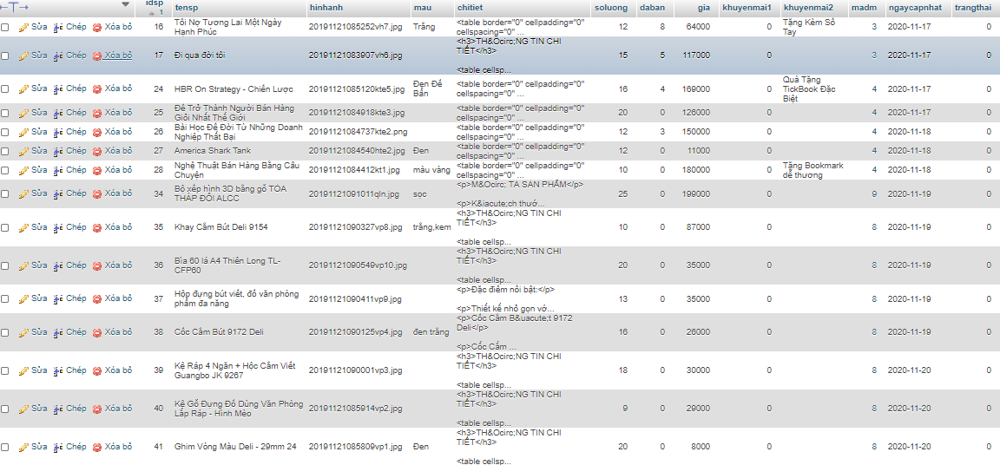 idsp tensp hinhanh mau chitiet soluong daban gia khuyenmai1 khuyenmai2 madm ngaycapnhat trangthai
1
Sửa Chép Xóa bỏ 16 Tôi Nợ Tương Lai Một Ngày Hạnh Phúc 20191121085252vh7.jpg Trắng <table border="0" cellpadding="0" cellspacing="0" ... 12 8 64000 0 Tặng Kèm Sổ Tay 3 2020-11-17 0
Sửa Chép Xóa bỏ 17 Đi qua đời tôi 20191121083907vh6.jpg <h3>TH&Ocirc;NG TIN CHI TIẾT</h3> <table cellsp... 15 5 117000 0 3 2020-11-17 0
Sửa Chép Xóa bỏ 24 HBR On Strategy - Chiến Lược 20191121085120kte5.jpg Đẹn Đế Bẩn <table border="0" cellpadding="0" cellspacing="0" ... 16 4 169000 0 Quà Tặng TickBook Đặc Biệt 4 2020-11-17 0
Sửa Chép Xóa bỏ 25 Để Trở Thành Người Bán Hàng Giỏi Nhất Thế Giới 20191121084918kte3.jpg <table border="0" cellpadding="0" cellspacing="0" ... 20 0 126000 0 4 2020-11-17 0
Sửa Chép Xóa bỏ 26 Bài Học Để Đời Từ Những Doanh Nghiệp Thất Bại 20191121084737kte2.png <table border="0" cellpadding="0" cellspacing="0" ... 12 3 150000 0 4 2020-11-18 0
Sửa Chép Xóa bỏ 27 America Shark Tank 20191121084540hte2.jpg Đen <table border="0" cellpadding="0" cellspacing="0" ... 12 0 11000 0 4 2020-11-18 0
Sửa Chép Xóa bỏ 28 Nghệ Thuật Bán Hàng Bằng Câu Chuyện 20191121084412kt1.jpg màu vàng <table border="0" cellpadding="0" cellspacing="0" ... 10 0 180000 0 Tặng Bookmark dễ thương 4 2020-11-18 0
Sửa Chép Xóa bỏ 34 Bộ xếp hình 3D bằng gỗ TÒA THÁP ĐÔI ALCC 20191121091011qln.jpg sọc <p>M&Ocirc; TẢ SẢN PHẨM</p> <p>K&iacute;ch thướ... 25 0 199000 0 9 2020-11-19 0
Sửa Chép Xóa bỏ 35 Khay Cắm Bút Deli 9154 20191121090327vp8.jpg trắng,kem <h3>TH&Ocirc;NG TIN CHI TIẾT</h3> <table cellsp... 10 0 87000 0 8 2020-11-19 0
Sửa Chép Xóa bỏ 36 Bìa 60 lá A4 Thiên Long TL-CFP60 20191121090549vp10.jpg <h3>TH&Ocirc;NG TIN CHI TIẾT</h3> <table cellsp... 20 0 35000 0 8 2020-11-19 0
Sửa Chép Xóa bỏ 37 Hộp đựng bút viết, đồ văn phòng phẩm đa năng 20191121090411vp9.jpg <p>Đặc điểm nổi bật:</p> <p>Thiết kế nhỏ gọn vớ... 13 0 35000 0 8 2020-11-19 0
Sửa Chép Xóa bỏ 38 Cốc Cắm Bút 9172 Deli 20191121090125vp4.jpg đen trắng <p>Cốc Cắm B&uacute;t 9172 Deli</p> <p>Cốc Cắm ... 16 0 26000 0 8 2020-11-19 0
Sửa Chép Xóa bỏ 39 Kệ Ráp 4 Ngăn + Hộc Cắm Viết Guangbo JK 9267 20191121090001vp3.jpg <h3>TH&Ocirc;NG TIN CHI TIẾT</h3> <table cellsp... 18 0 30000 0 8 2020-11-20 0
Sửa Chép Xóa bỏ 40 Kệ Gỗ Đựng Đồ Dùng Văn Phòng Lắp Ráp - Hình Mèo 20191121085914vp2.jpg <h3>TH&Ocirc;NG TIN CHI TIẾT</h3> <table cellsp... 9 0 29000 0 8 2020-11-20 0
Sửa Chép Xóa bỏ 41 Ghim Vòng Màu Deli - 29mm 24 20191121085809vp1.jpg Đen <h3>TH&Ocirc;NG TIN CHI TIẾT</h3> <table cellsp... 20 0 8000 0 8 2020-11-20 0